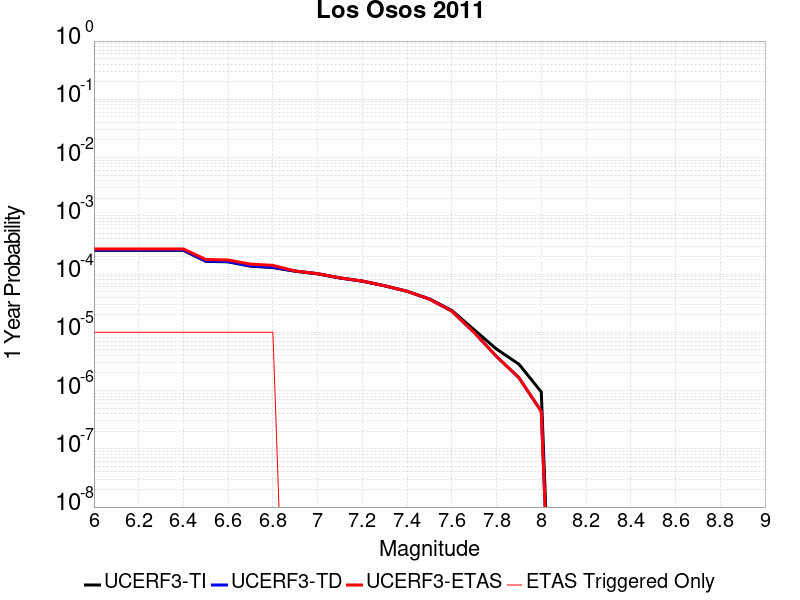 Los Osos 2011
10 0
10 -1
10 -2
10 -3
10 -4
10 -5
10 -6
10 -7
10 -8
1 Year Probability
6 6.2 6.4 6.6 6.8 7 7.2 7.4 7.6 7.8 8 8.2 8.4 8.6 8.8 9
Magnitude
UCERF3-TI UCERF3-TD UCERF3-ETAS ETAS Triggered Only